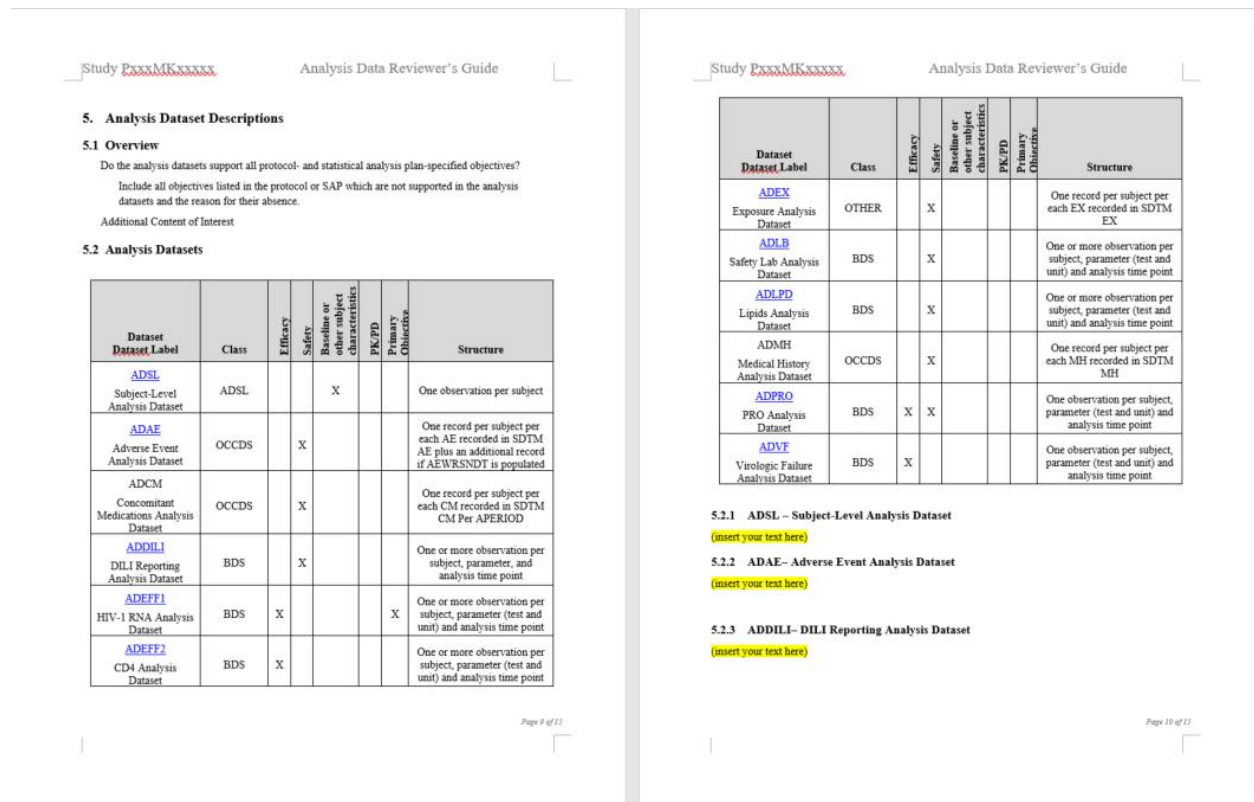 Study PxxxMKxxxxx Analysis Data Reviewer's Guide
5. Analysis Dataset Descriptions
5.1 Overview
Do the analysis datasets support all protocol- and statistical analysis plan-specified objectives?
Include all objectives listed in the protocol or SAP which are not supported in the analysis
datasets and the reason for their absence.
Additional Content of Interest
5.2 Analysis Datasets
Dataset
Dataset Label
Class
Efficacy
Safety
Baseline or
other subject
characteristics
PK/PD
Primary
Objective
Structure
ADSL
Subject-Level
Analysis Dataset
ADSL
X
One observation per subject
ADAE
Adverse Event
Analysis Dataset
OCCDS
X
One record per subject per
each AE recorded in SDTM
AE plus an additional record
if AEWRSNDT is populated
ADCM
Concomitant
Medications Analysis
Dataset
OCCDS
X
One record per subject per
each CM recorded in SDTM
CM Per APERIOD
ADDILI
DILI Reporting
Analysis Dataset
BDS
X
One or more observation per
subject, parameter, and
analysis time point
ADEFF1
HIV-1 RNA Analysis
Dataset
BDS
X
X
One or more observation per
subject, parameter (test and
unit) and analysis time point
ADEFF2
CD4 Analysis
Dataset
BDS
X
One or more observation per
subject, parameter (test and
unit) and analysis time point
Page 9 of 15
Study PxxxMKxxxxx Analysis Data Reviewer's Guide
Dataset
Dataset Label
Class
Efficacy
Safety
Baseline or
other subject
characteristics
PK/PD
Primary
Objective
Structure
ADEX
Exposure Analysis
Dataset
OTHER
X
One record per subject per
each EX recorded in SDTM
EX
ADLB
Safety Lab Analysis
Dataset
BDS
X
One or more observation per
subject, parameter (test and
unit) and analysis time point
ADLPD
Lipids Analysis
Dataset
BDS
X
One or more observation per
subject, parameter (test and
unit) and analysis time point
ADMH
Medical History
Analysis Dataset
OCCDS
X
One record per subject per
each MH recorded in SDTM
MH
ADPRO
PRO Analysis
Dataset
BDS
X
X
One observation per subject,
parameter (test and unit) and
analysis time point
ADVF
Virologic Failure
Analysis Dataset
BDS
X
One observation per subject,
parameter (test and unit) and
analysis time point
5.2.1 ADSL – Subject-Level Analysis Dataset
(insert your text here)
5.2.2 ADAE– Adverse Event Analysis Dataset
(insert your text here)
5.2.3 ADDILI– DILI Reporting Analysis Dataset
(insert your text here)
Page 10 of 15